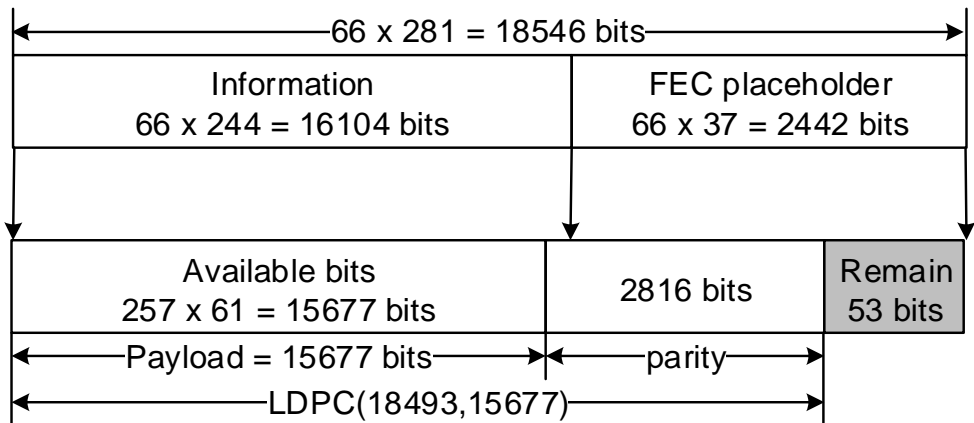 66 x 281 = 18546 bits
Information
66 x 244 = 16104 bits
FEC placeholder
66 x 37 = 2442 bits
Available bits
257 x 61 = 15677 bits
2816 bits
Remain
53 bits
Payload = 15677 bits
parity
LDPC(18493,15677)